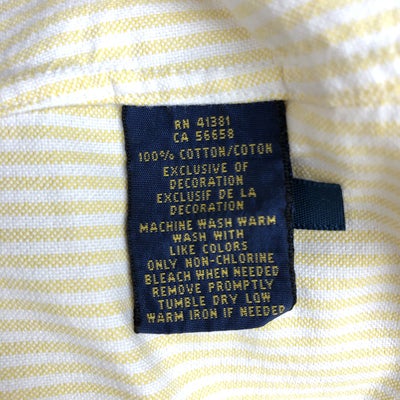 RN 41381
CA 56658
100% COTTON/COTON
EXCLUSIVE OF
DECORATION
EXCLUSIF DE LA
DECORATION
MACHINE WASH WARM
WASH WITH
LIKE COLORS
ONLY NON-CHLORINE
BLEACH WHEN NEEDED
REMOVE PROMPTLY
TUMBLE DRY LOW
WARM IRON IF NEEDED